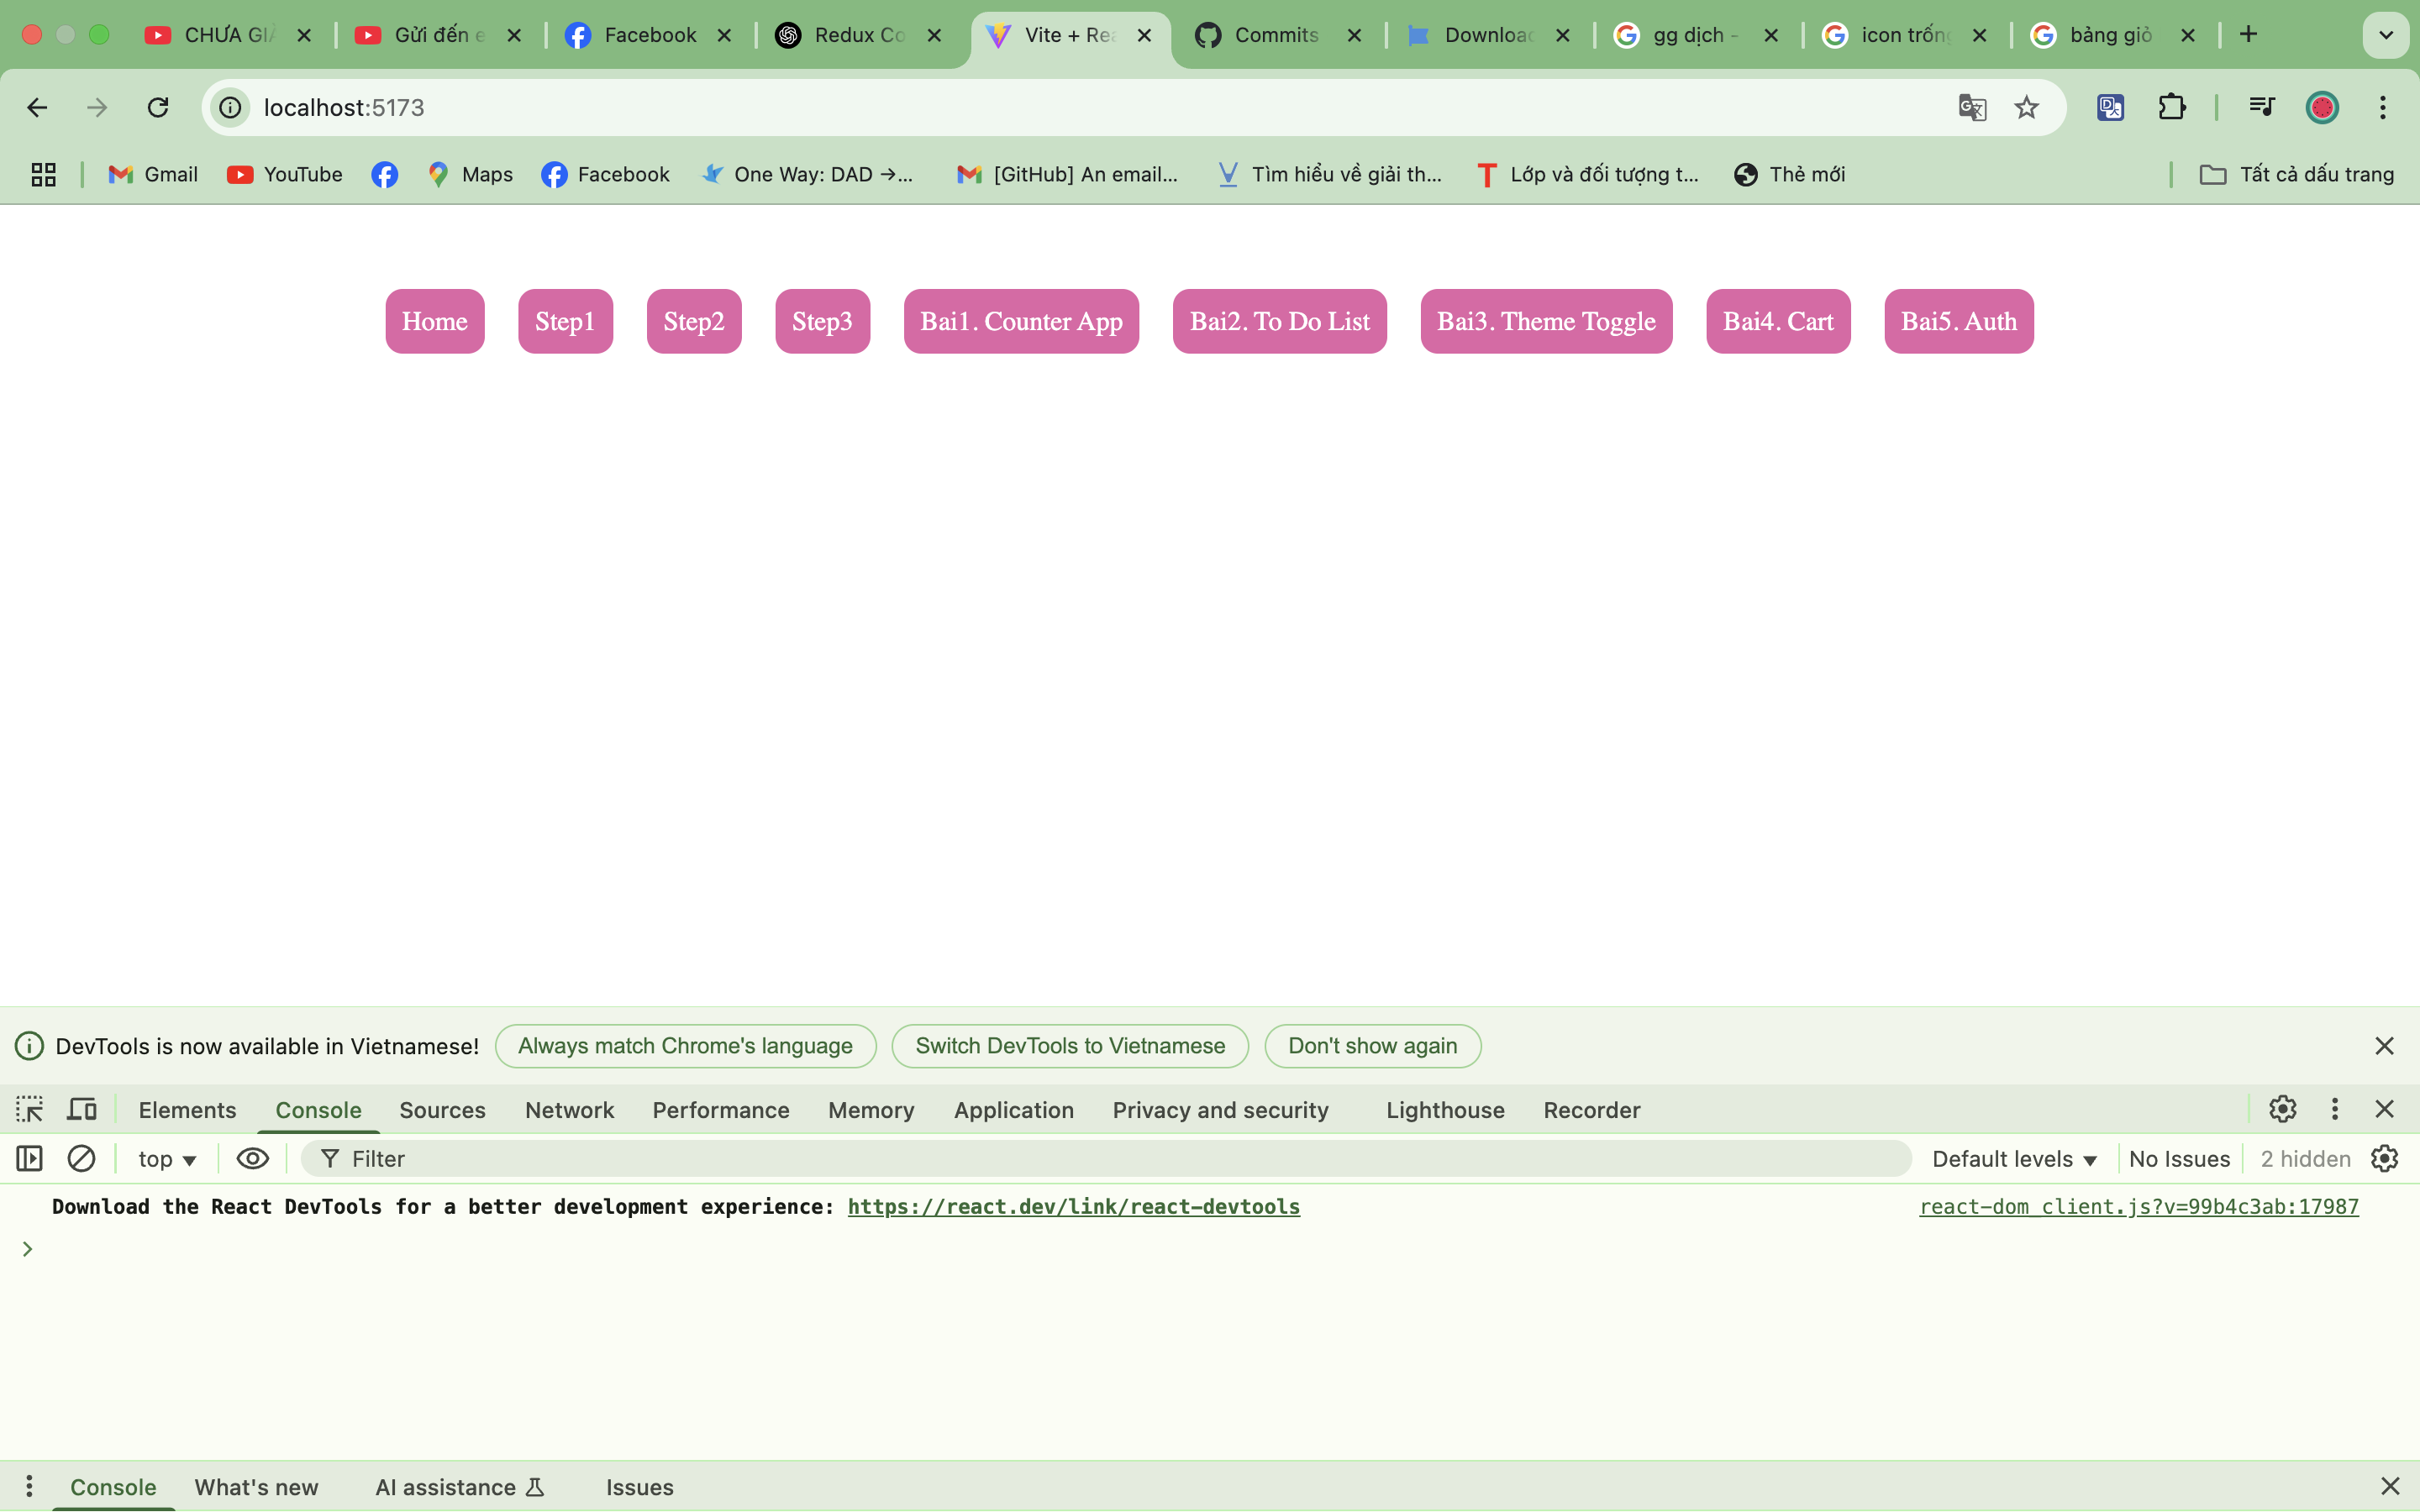 CHƯA GIÀ Gửi đến e Facebook Redux Co Vite + Rea Commits Download gg dịch - icon trống bảng giỏ
localhost:5173
Gmail YouTube Maps Facebook One Way: DAD →... [GitHub] An email... Tìm hiểu về giải th... Lớp và đối tượng t... Thẻ mới Tất cả dấu trang
Home Step1 Step2 Step3 Bai1. Counter App Bai2. To Do List Bai3. Theme Toggle Bai4. Cart Bai5. Auth
DevTools is now available in Vietnamese! Always match Chrome's language Switch DevTools to Vietnamese Don't show again
Elements Console Sources Network Performance Memory Application Privacy and security Lighthouse Recorder
top Filter Default levels No Issues 2 hidden
Download the React DevTools for a better development experience: https://react.dev/link/react-devtools react-dom_client.js?v=99b4c3ab:17987
Console What's new AI assistance Issues